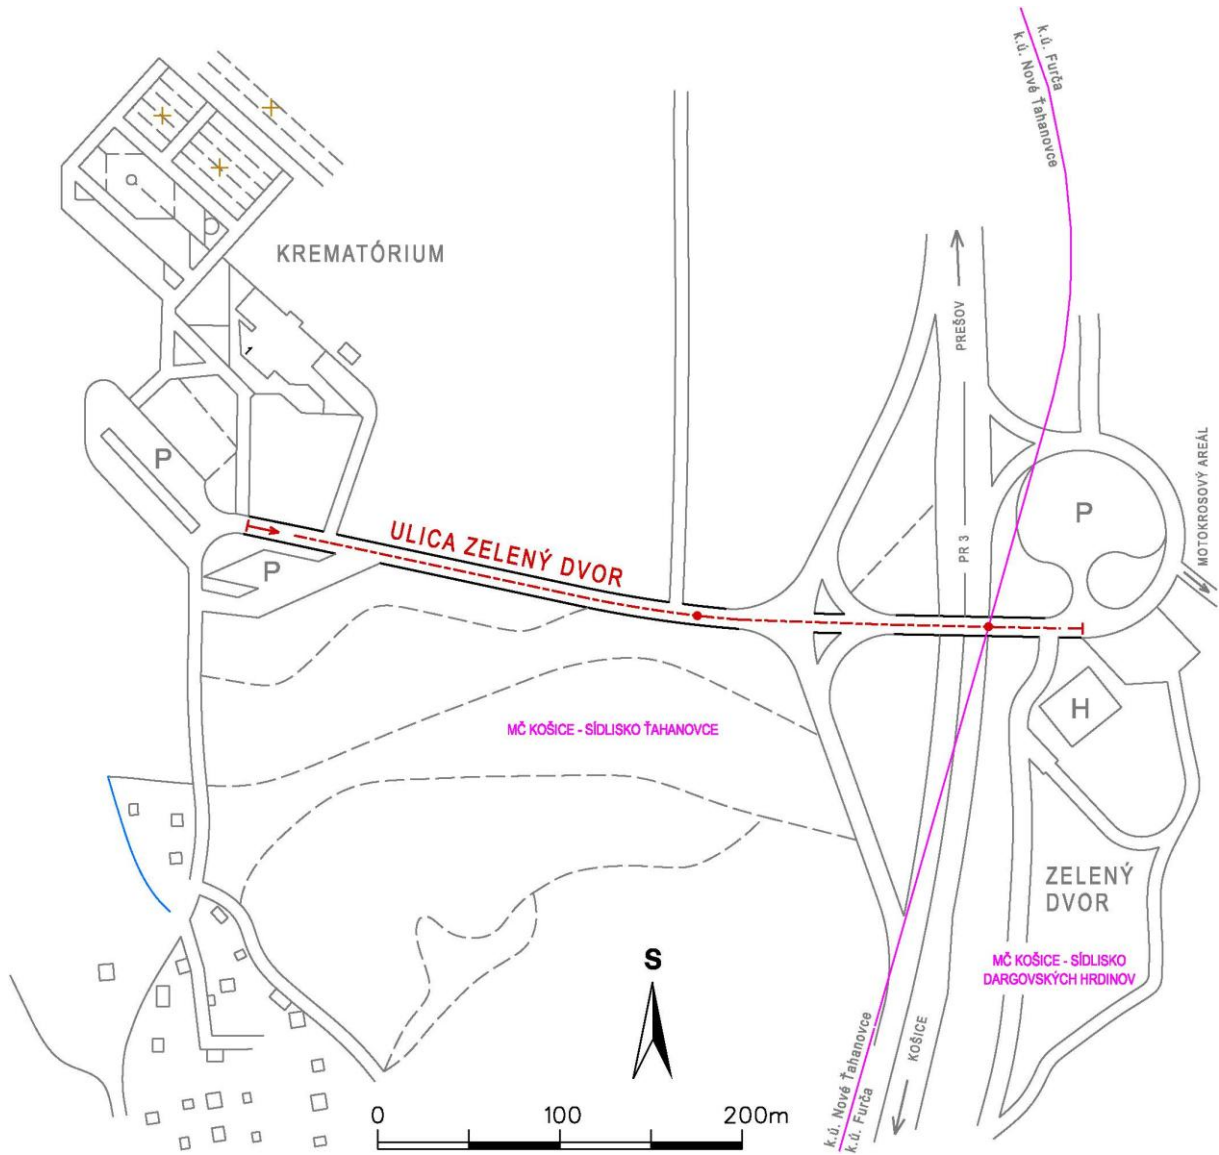 k.ú. Furča
k.ú. Nové Ťahanovce
KREMATÓRIUM
PREŠOV
1
P
P
MOTOKROSOVÝ AREÁL
P
ULICA ZELENÝ DVOR
PR 3
P
H
MČ KOŠICE - SÍDLISKO ŤAHANOVCE
ZELENÝ
DVOR
S
MČ KOŠICE - SÍDLISKO
DARGOVSKÝCH HRDINOV
KOŠICE
k.ú. Nové Ťahanovce
k.ú. Furča
0 100 200m